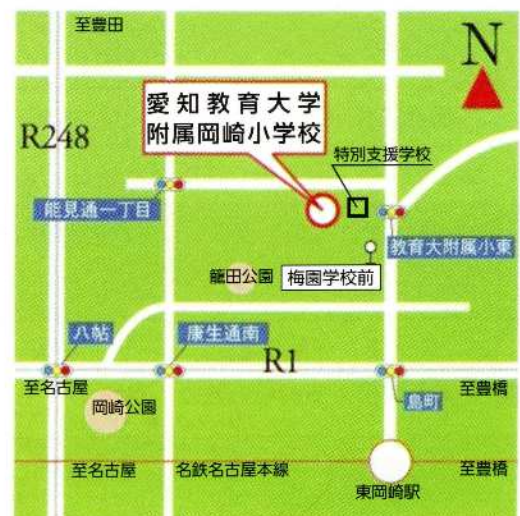 至豊田
N
愛知教育大学
附属岡崎小学校
R248
特別支援学校
能見通一丁目
教育大附属小東
籠田公園
梅園学校前
八帖
康生通南
R1
至名古屋
至豊橋
岡崎公園
島町
至名古屋
名鉄名古屋本線
至豊橋
東岡崎駅